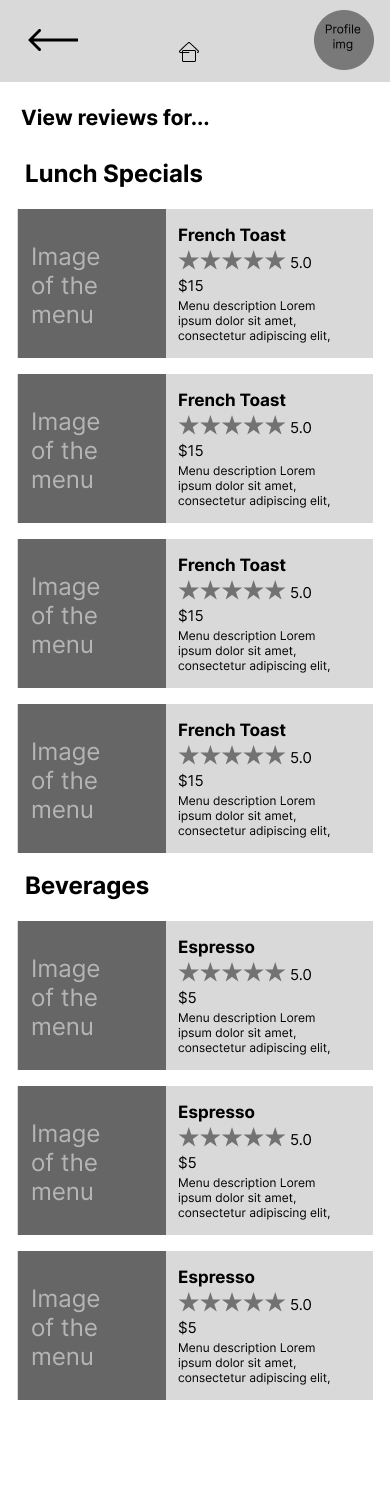 Profile
img
View reviews for...
Lunch Specials
Image
of the
menu
French Toast
5.0
$15
Menu description Lorem
ipsum dolor sit amet,
consectetur adipiscing elit,
Image
of the
menu
French Toast
5.0
$15
Menu description Lorem
ipsum dolor sit amet,
consectetur adipiscing elit,
Image
of the
menu
French Toast
5.0
$15
Menu description Lorem
ipsum dolor sit amet,
consectetur adipiscing elit,
Image
of the
menu
French Toast
5.0
$15
Menu description Lorem
ipsum dolor sit amet,
consectetur adipiscing elit,
Beverages
Image
of the
menu
Espresso
5.0
$5
Menu description Lorem
ipsum dolor sit amet,
consectetur adipiscing elit,
Image
of the
menu
Espresso
5.0
$5
Menu description Lorem
ipsum dolor sit amet,
consectetur adipiscing elit,
Image
of the
menu
Espresso
5.0
$5
Menu description Lorem
ipsum dolor sit amet,
consectetur adipiscing elit,